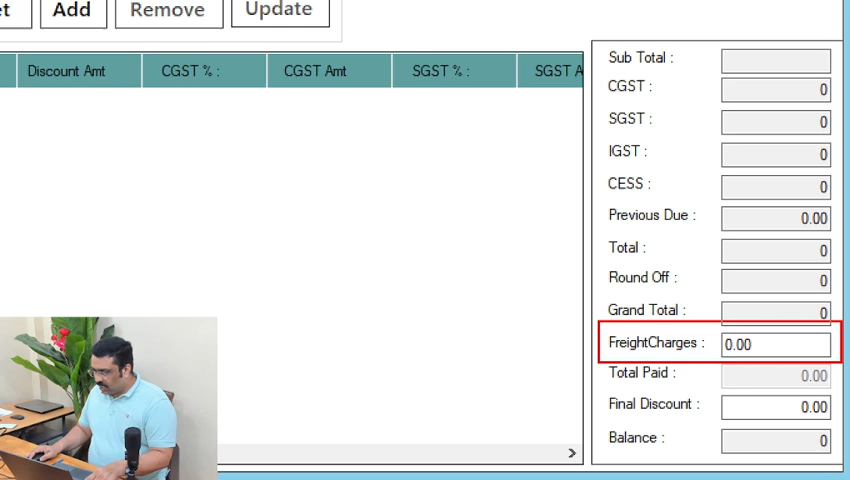 Add Remove Update
Discount Amt CGST % : CGST Amt SGST % : SGST A
Sub Total :
CGST : 0
SGST : 0
IGST : 0
CESS : 0
Previous Due : 0.00
Total : 0
Round Off : 0
Grand Total : 0
FreightCharges : 0.00
Total Paid : 0.00
Final Discount : 0.00
Balance : 0